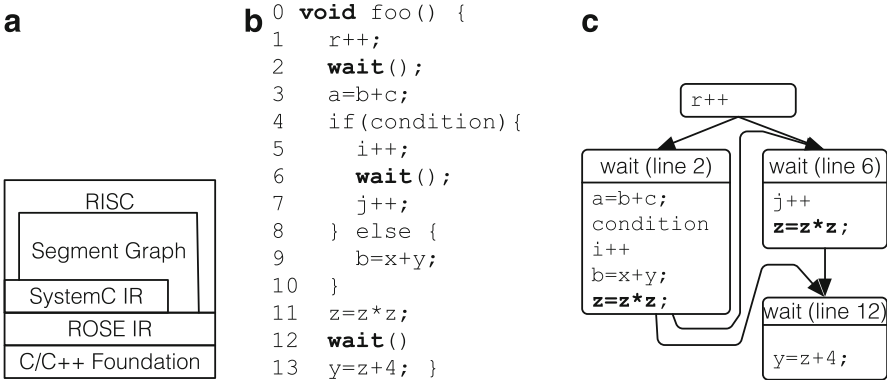 a
RISC
Segment Graph
SystemC IR
ROSE IR
C/C++ Foundation
b
0 void foo() {
1 r++;
2 wait();
3 a=b+c;
4 if(condition){
5 i++;
6 wait();
7 j++;
8 } else {
9 b=x+y;
10 }
11 z=z*z;
12 wait()
13 y=z+4; }
c
r++
wait (line 2)
a=b+c;
condition
i++
b=x+y;
z=z*z;
wait (line 6)
j++
z=z*z;
wait (line 12)
y=z+4;